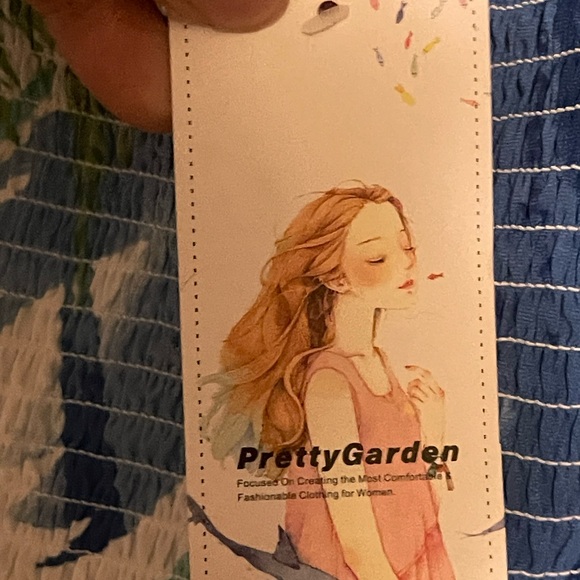 PrettyGarden
Focused On Creating the Most Comfortable &
Fashionable Clothing for Women.